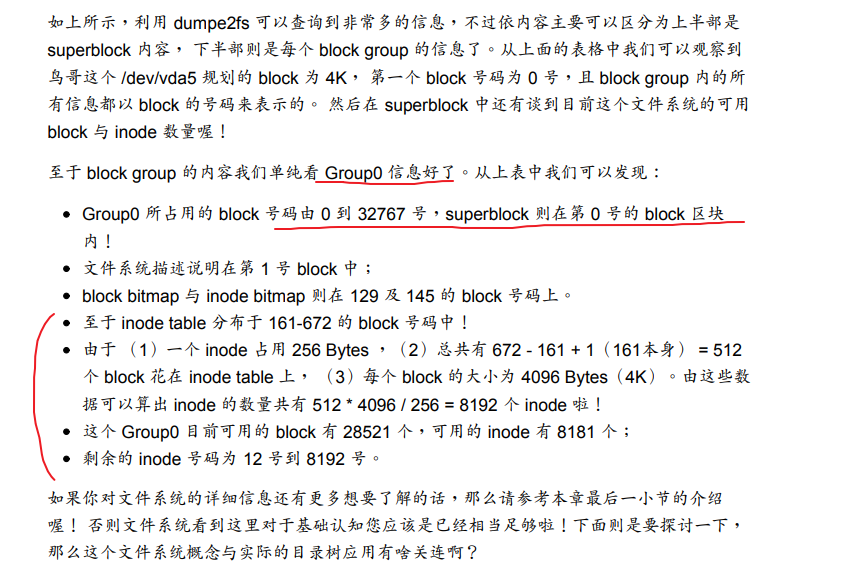 如上所示，利用 dumpe2fs 可以查询到非常多的信息，不过依内容主要可以区分为上半部是
superblock 内容， 下半部则是每个 block group 的信息了。从上面的表格中我们可以观察到
鸟哥这个 /dev/vda5 规划的 block 为 4K， 第一个 block 号码为 0 号，且 block group 内的所
有信息都以 block 的号码来表示的。 然后在 superblock 中还有谈到目前这个文件系统的可用
block 与 inode 数量喔！
至于 block group 的内容我们单纯看 Group0 信息好了。从上表中我们可以发现：
• Group0 所占用的 block 号码由 0 到 32767 号，superblock 则在第 0 号的 block 区块
内！
• 文件系统描述说明在第 1 号 block 中；
• block bitmap 与 inode bitmap 则在 129 及 145 的 block 号码上。
• 至于 inode table 分布于 161-672 的 block 号码中！
• 由于 （1）一个 inode 占用 256 Bytes ，（2）总共有 672 - 161 + 1（161本身） = 512
个 block 花在 inode table 上， （3）每个 block 的大小为 4096 Bytes（4K）。由这些数
据可以算出 inode 的数量共有 512 * 4096 / 256 = 8192 个 inode 啦！
• 这个 Group0 目前可用的 block 有 28521 个，可用的 inode 有 8181 个；
• 剩余的 inode 号码为 12 号到 8192 号。
如果你对文件系统的详细信息还有更多想要了解的话，那么请参考本章最后一小节的介绍
喔！ 否则文件系统看到这里对于基础认知您应该是已经相当足够啦！下面则是要探讨一下，
那么这个文件系统概念与实际的目录树应用有啥关连啊？